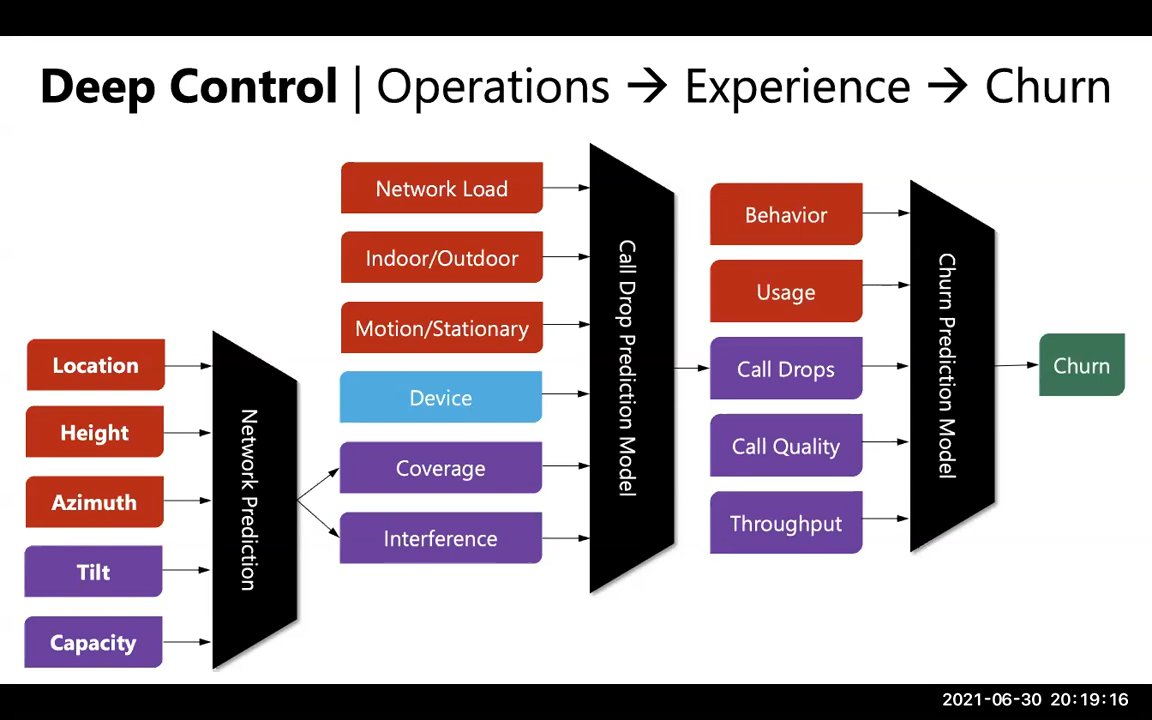 Deep Control | Operations → Experience → Churn
Location
Height
Azimuth
Tilt
Capacity
Network Prediction
Network Load
Indoor/Outdoor
Motion/Stationary
Device
Coverage
Interference
Call Drop Prediction Model
Behavior
Usage
Call Drops
Call Quality
Throughput
Churn Prediction Model
Churn
2021-06-30 20:19:16